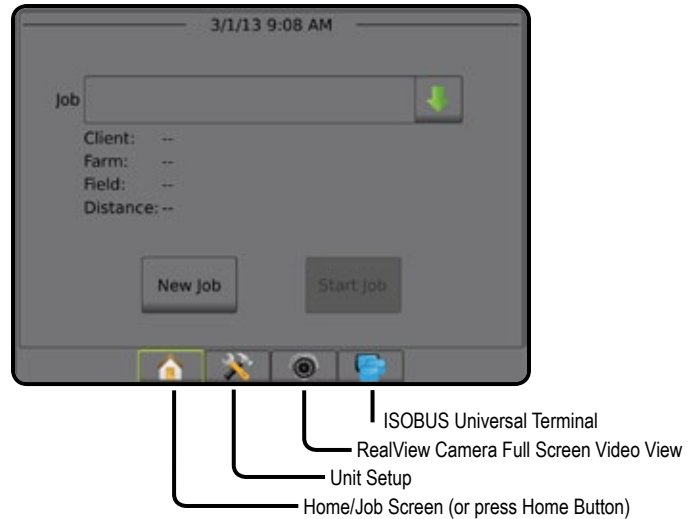 3/1/13 9:08 AM
Job
Client: --
Farm: --
Field: --
Distance: --
New Job
Start job
ISOBUS Universal Terminal
RealView Camera Full Screen Video View
Unit Setup
Home/Job Screen (or press Home Button)